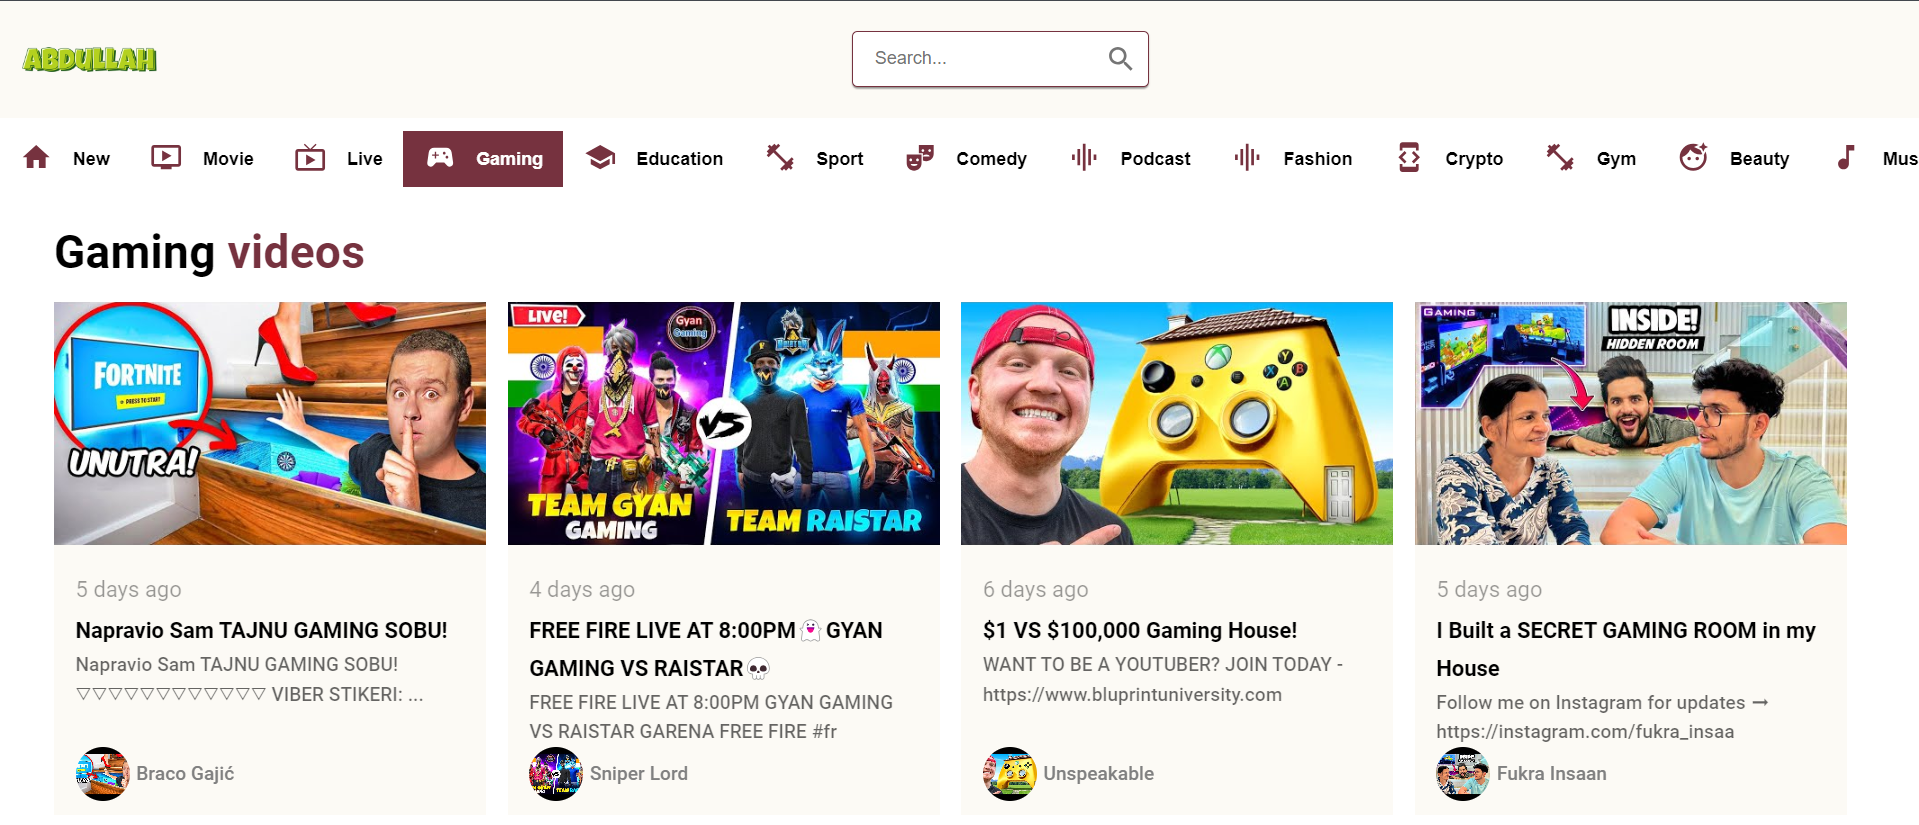 ABDULLAH
Search...
New Movie Live Gaming Education Sport Comedy Podcast Fashion Crypto Gym Beauty Mus
Gaming videos
FORTNITE
PRESS TO START
UNUTRA!
5 days ago
Napravio Sam TAJNU GAMING SOBU!
Napravio Sam TAJNU GAMING SOBU!
▽▽▽▽▽▽▽▽▽▽▽▽ VIBER STIKERI: ...
Braco Gajić
LIVE!
Gyan
Gaming
VS
TEAM GYAN
GAMING
TEAM RAISTAR
4 days ago
FREE FIRE LIVE AT 8:00PM👻GYAN
GAMING VS RAISTAR💀
FREE FIRE LIVE AT 8:00PM GYAN GAMING
VS RAISTAR GARENA FREE FIRE #fr
Sniper Lord
Y
X B
A
6 days ago
$1 VS $100,000 Gaming House!
WANT TO BE A YOUTUBER? JOIN TODAY -
https://www.bluprintuniversity.com
Unspeakable
GAMING
INSIDE!
HIDDEN ROOM
5 days ago
I Built a SECRET GAMING ROOM in my
House
Follow me on Instagram for updates →
https://instagram.com/fukra_insaa
Fukra Insaan